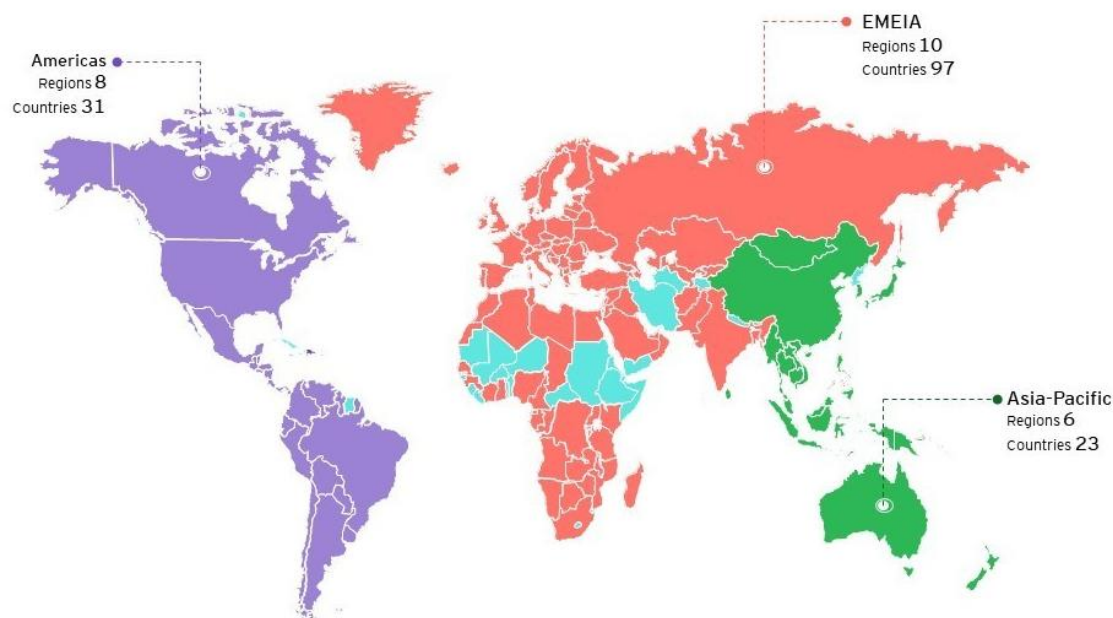 Americas
Regions 8
Countries 31
EMEIA
Regions 10
Countries 97
Asia-Pacific
Regions 6
Countries 23